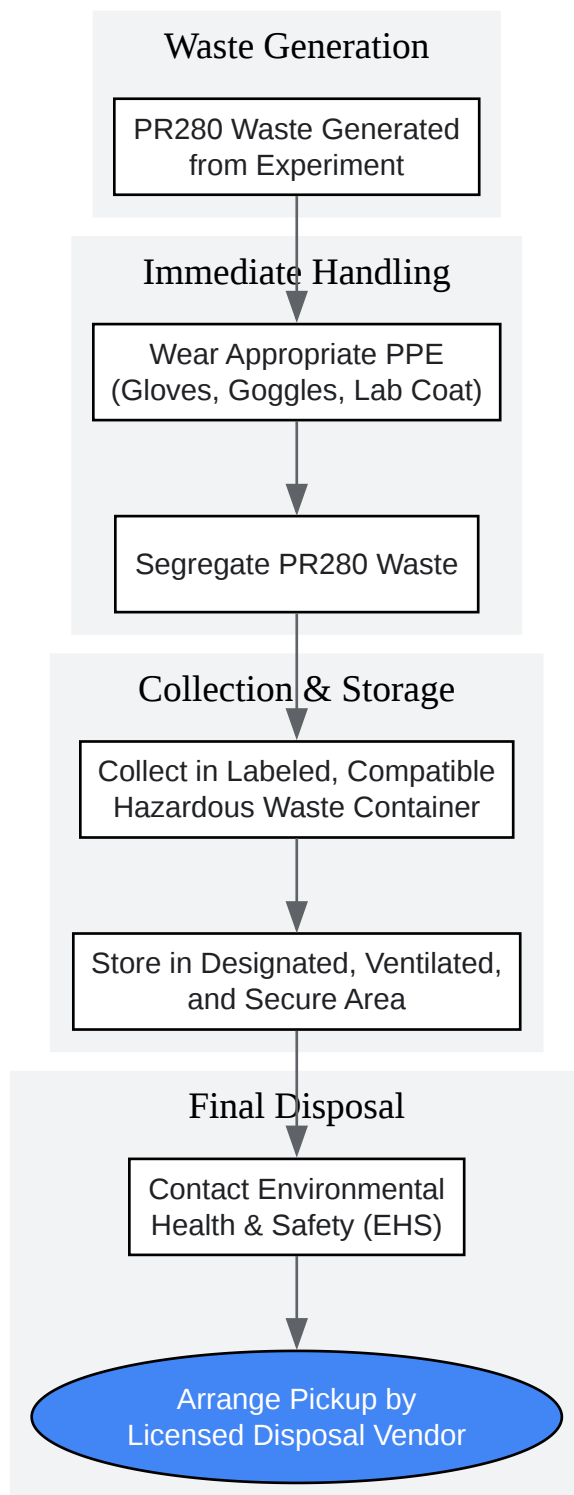 Waste Generation
PR280 Waste Generated
from Experiment
Immediate Handling
Wear Appropriate PPE
(Gloves, Goggles, Lab Coat)
Segregate PR280 Waste
Collection & Storage
Collect in Labeled, Compatible
Hazardous Waste Container
Store in Designated, Ventilated,
and Secure Area
Final Disposal
Contact Environmental
Health & Safety (EHS)
Arrange Pickup by
Licensed Disposal Vendor